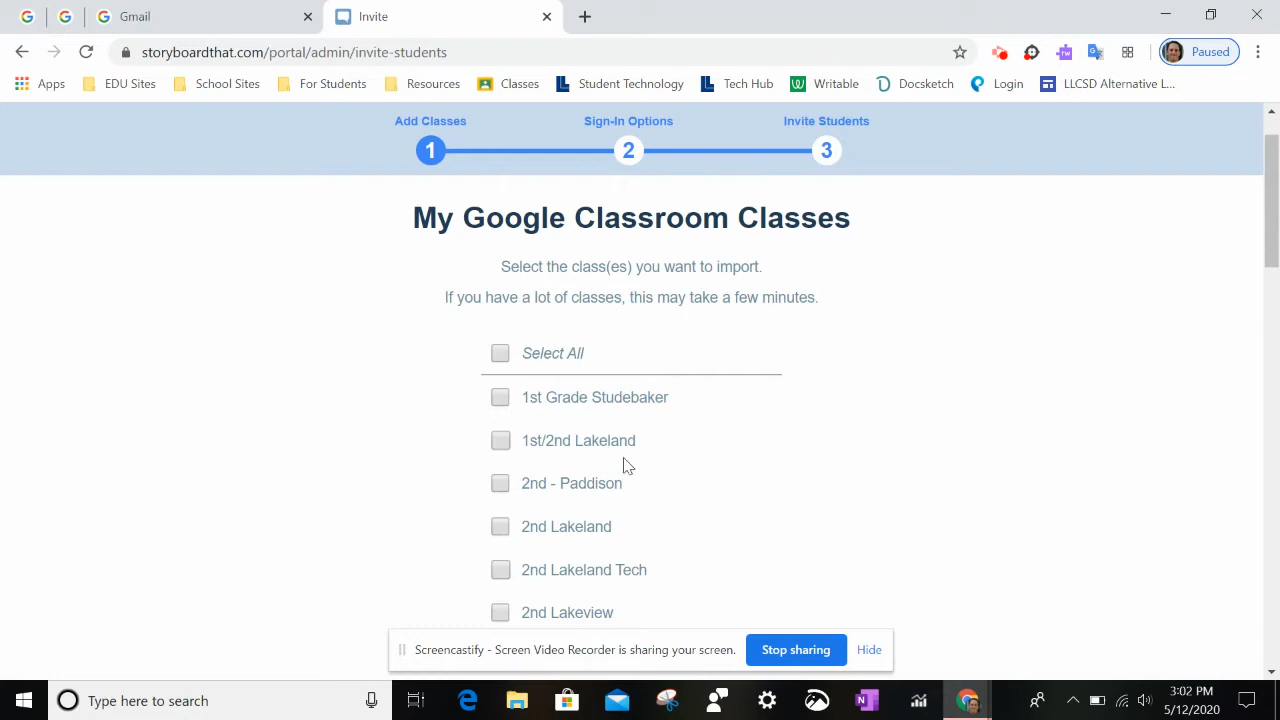 Gmail
Invite
storyboardthat.com/portal/admin/invite-students
Paused
Apps EDU Sites School Sites For Students Resources Classes Student Technology Tech Hub Writable Docsketch Login LLCSD Alternative L...
Add Classes Sign-In Options Invite Students
1 2 3
My Google Classroom Classes
Select the class(es) you want to import.
If you have a lot of classes, this may take a few minutes.
Select All
1st Grade Studebaker
1st/2nd Lakeland
2nd - Paddison
2nd Lakeland
2nd Lakeland Tech
2nd Lakeview
Screencastify - Screen Video Recorder is sharing your screen. Stop sharing Hide
Type here to search
3:02 PM
5/12/2020